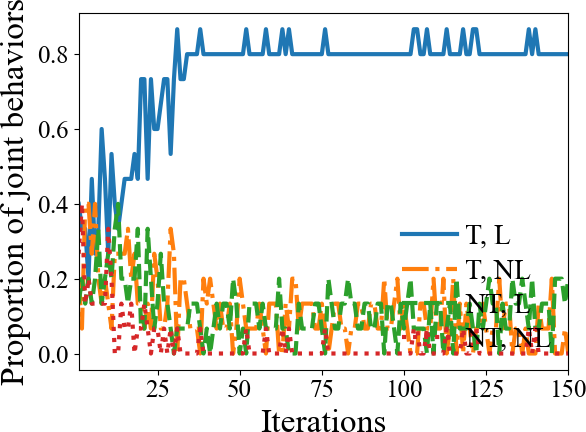 Proportion of joint behaviors
0.8
0.6
0.4
0.2
0.0
T, L
T, NL
NT, L
NT, NL
25
50
75
100
125
150
Iterations